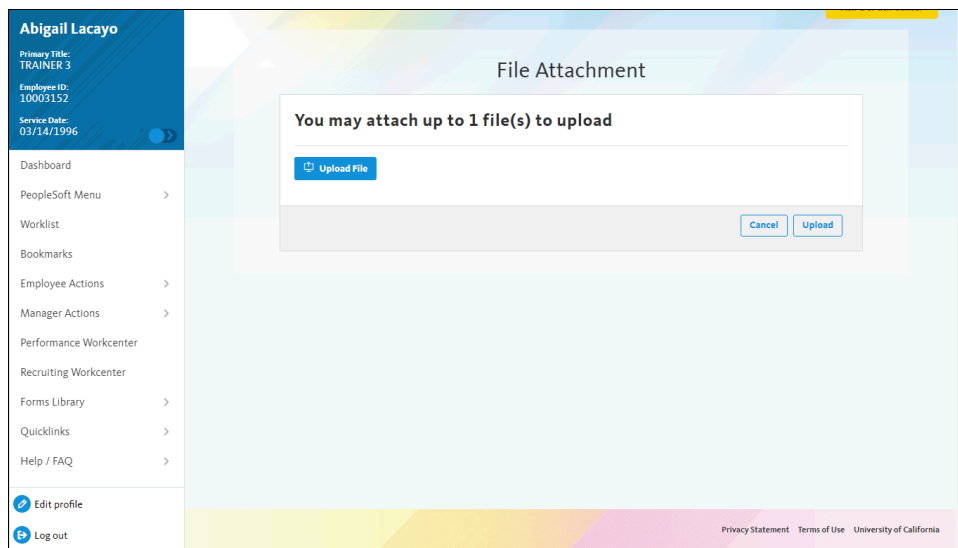 Abigail Lacayo
Primary Title:
TRAINER 3
Employee ID:
10003152
Service Date:
03/14/1996
Dashboard
PeopleSoft Menu
Worklist
Bookmarks
Employee Actions
Manager Actions
Performance Workcenter
Recruiting Workcenter
Forms Library
Quicklinks
Help / FAQ
Edit profile
Log out
File Attachment
You may attach up to 1 file(s) to upload
Upload File
Cancel Upload
Privacy Statement Terms of Use University of California